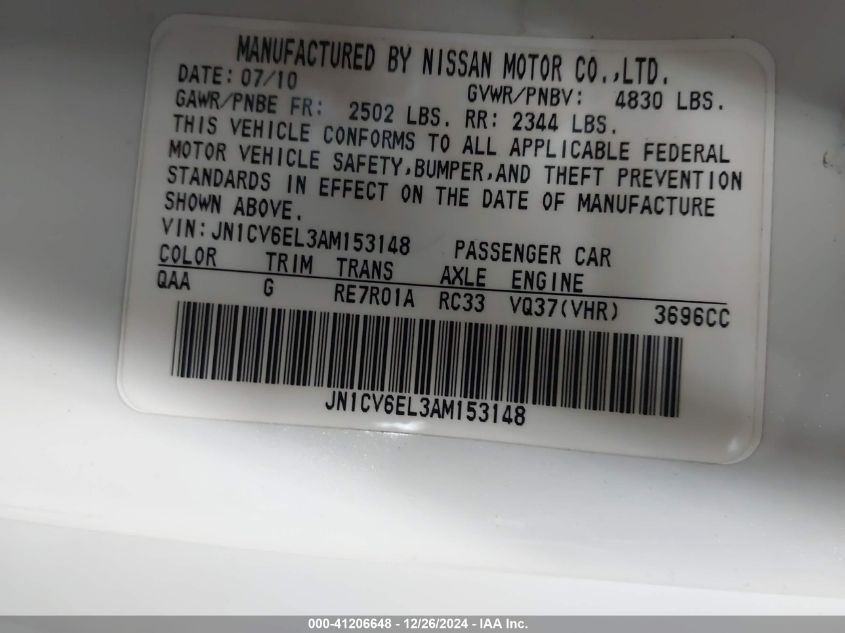 MANUFACTURED BY NISSAN MOTOR CO.,LTD.
DATE: 07/10 GVWR/PNBV: 4830 LBS.
GAWR/PNBE FR: 2502 LBS. RR: 2344 LBS.
THIS VEHICLE CONFORMS TO ALL APPLICABLE FEDERAL
MOTOR VEHICLE SAFETY,BUMPER,AND THEFT PREVENTION
STANDARDS IN EFFECT ON THE DATE OF MANUFACTURE
SHOWN ABOVE.
VIN:JN1CV6EL3AM153148 PASSENGER CAR
COLOR TRIM TRANS AXLE ENGINE
QAA G RE7R01A RC33 VQ37(VHR) 3696CC
JN1CV6EL3AM153148
000-41206648 - 12/26/2024 - IAA Inc.